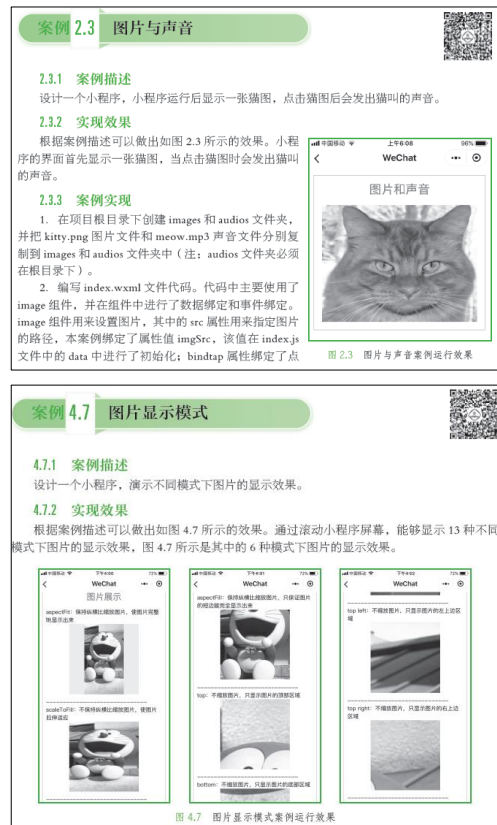 案例 2.3 图片与声音
2.3.1 案例描述
设计一个小程序，小程序运行后显示一张猫图，点击猫图后会发出猫叫的声音。
2.3.2 实现效果
根据案例描述可以做出如图 2.3 所示的效果。小程
序的界面首先显示一张猫图，当点击猫图时会发出猫叫
的声音。
2.3.3 案例实现
1. 在项目根目录下创建 images 和 audios 文件夹，
并把 kitty.png 图片文件和 meow.mp3 声音文件分别复
制到 images 和 audios 文件夹中（注：audios 文件夹必须
在根目录下）。
2. 编写 index.wxml 文件代码。代码中主要使用了
image 组件，并在组件中进行了数据绑定和事件绑定。
image 组件用来设置图片，其中的 src 属性用来指定图片
的路径，本案例绑定了属性值 imgSrc，该值在 index.js
文件中的 data 中进行了初始化；bindtap 属性绑定了点
中国移动 上午6:08 96%
WeChat
图片和声音
图 2.3 图片与声音案例运行效果
案例 4.7 图片显示模式
4.7.1 案例描述
设计一个小程序，演示不同模式下图片的显示效果。
4.7.2 实现效果
根据案例描述可以做出如图 4.7 所示的效果。通过滚动小程序屏幕，能够显示 13 种不同
模式下图片的显示效果，图 4.7 所示是其中的 6 种模式下图片的显示效果。
WeChat
图片展示
aspectFit：保持纵横比缩放图片，使图片完整
地显示出来
scaleToFill：不保持纵横比缩放图片，使图片
拉伸适应
WeChat
aspectFill：保持纵横比缩放图片，只保证图片
的短边能完全显示出来
top：不缩放图片，只显示图片的顶部区域
bottom：不缩放图片，只显示图片的底部区域
WeChat
top left：不缩放图片，只显示图片的左上边区
域
top right：不缩放图片，只显示图片的右上边
区域
图 4.7 图片显示模式案例运行效果